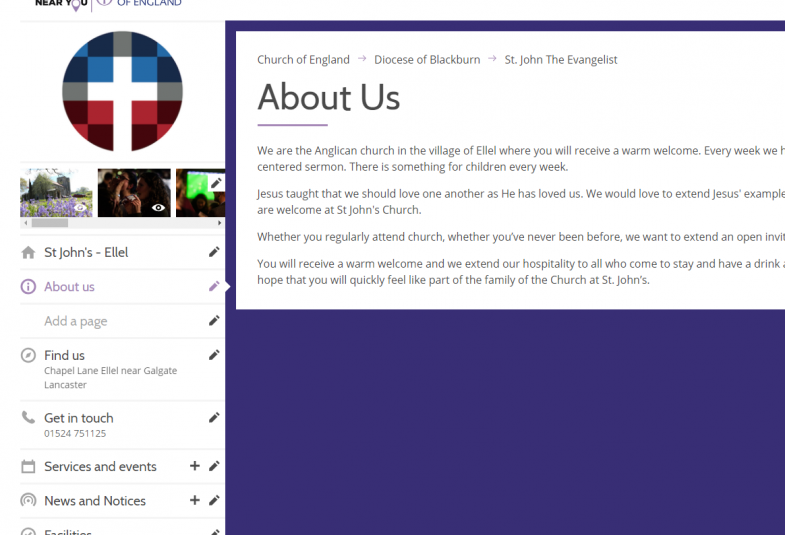 NEAR YOU
OF ENGLAND
Church of England → Diocese of Blackburn → St. John The Evangelist
About Us
We are the Anglican church in the village of Ellel where you will receive a warm welcome. Every week we
centered sermon. There is something for children every week.
Jesus taught that we should love one another as He has loved us. We would love to extend Jesus' example
are welcome at St John's Church.
Whether you regularly attend church, whether you've never been before, we want to extend an open
You will receive a warm welcome and we extend our hospitality to all who come to stay and have a drink
hope that you will quickly feel like part of the family of the Church at St. John's.
St John's - Ellel
About us
Add a page
Find us
Chapel Lane Ellel near Galgate
Lancaster
Get in touch
01524 751125
Services and events
News and Notices
Facilities